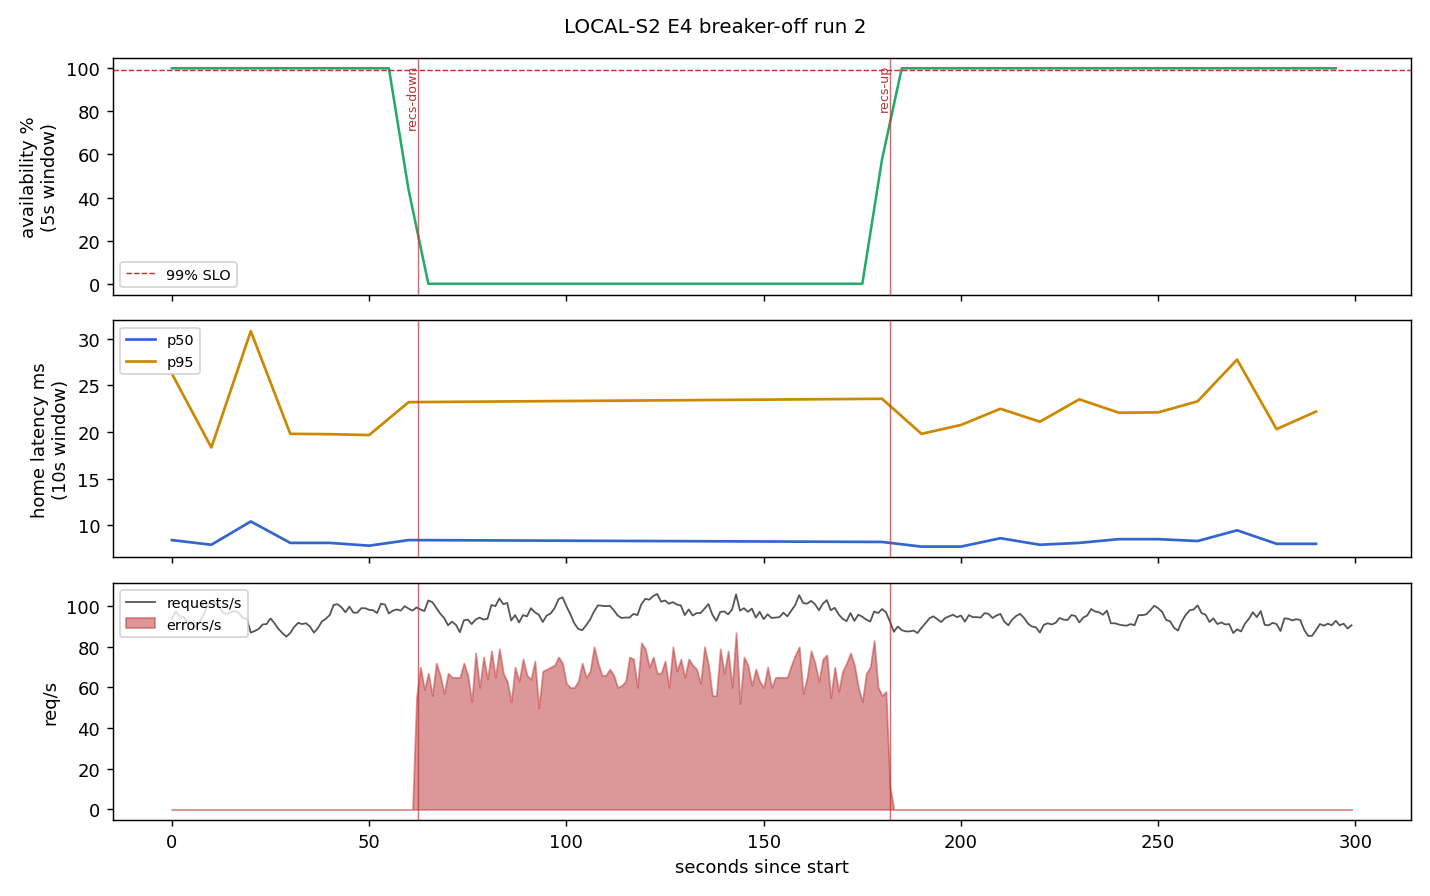 LOCAL-S2 E4 breaker-off run 2
availability %
(5s window)
100
80
60
40
20
0
recs-down
recs-up
99% SLO
home latency ms
(10s window)
30
25
20
15
10
p50
p95
req/s
100
80
60
40
20
0
requests/s
errors/s
0
50
100
150
200
250
300
seconds since start